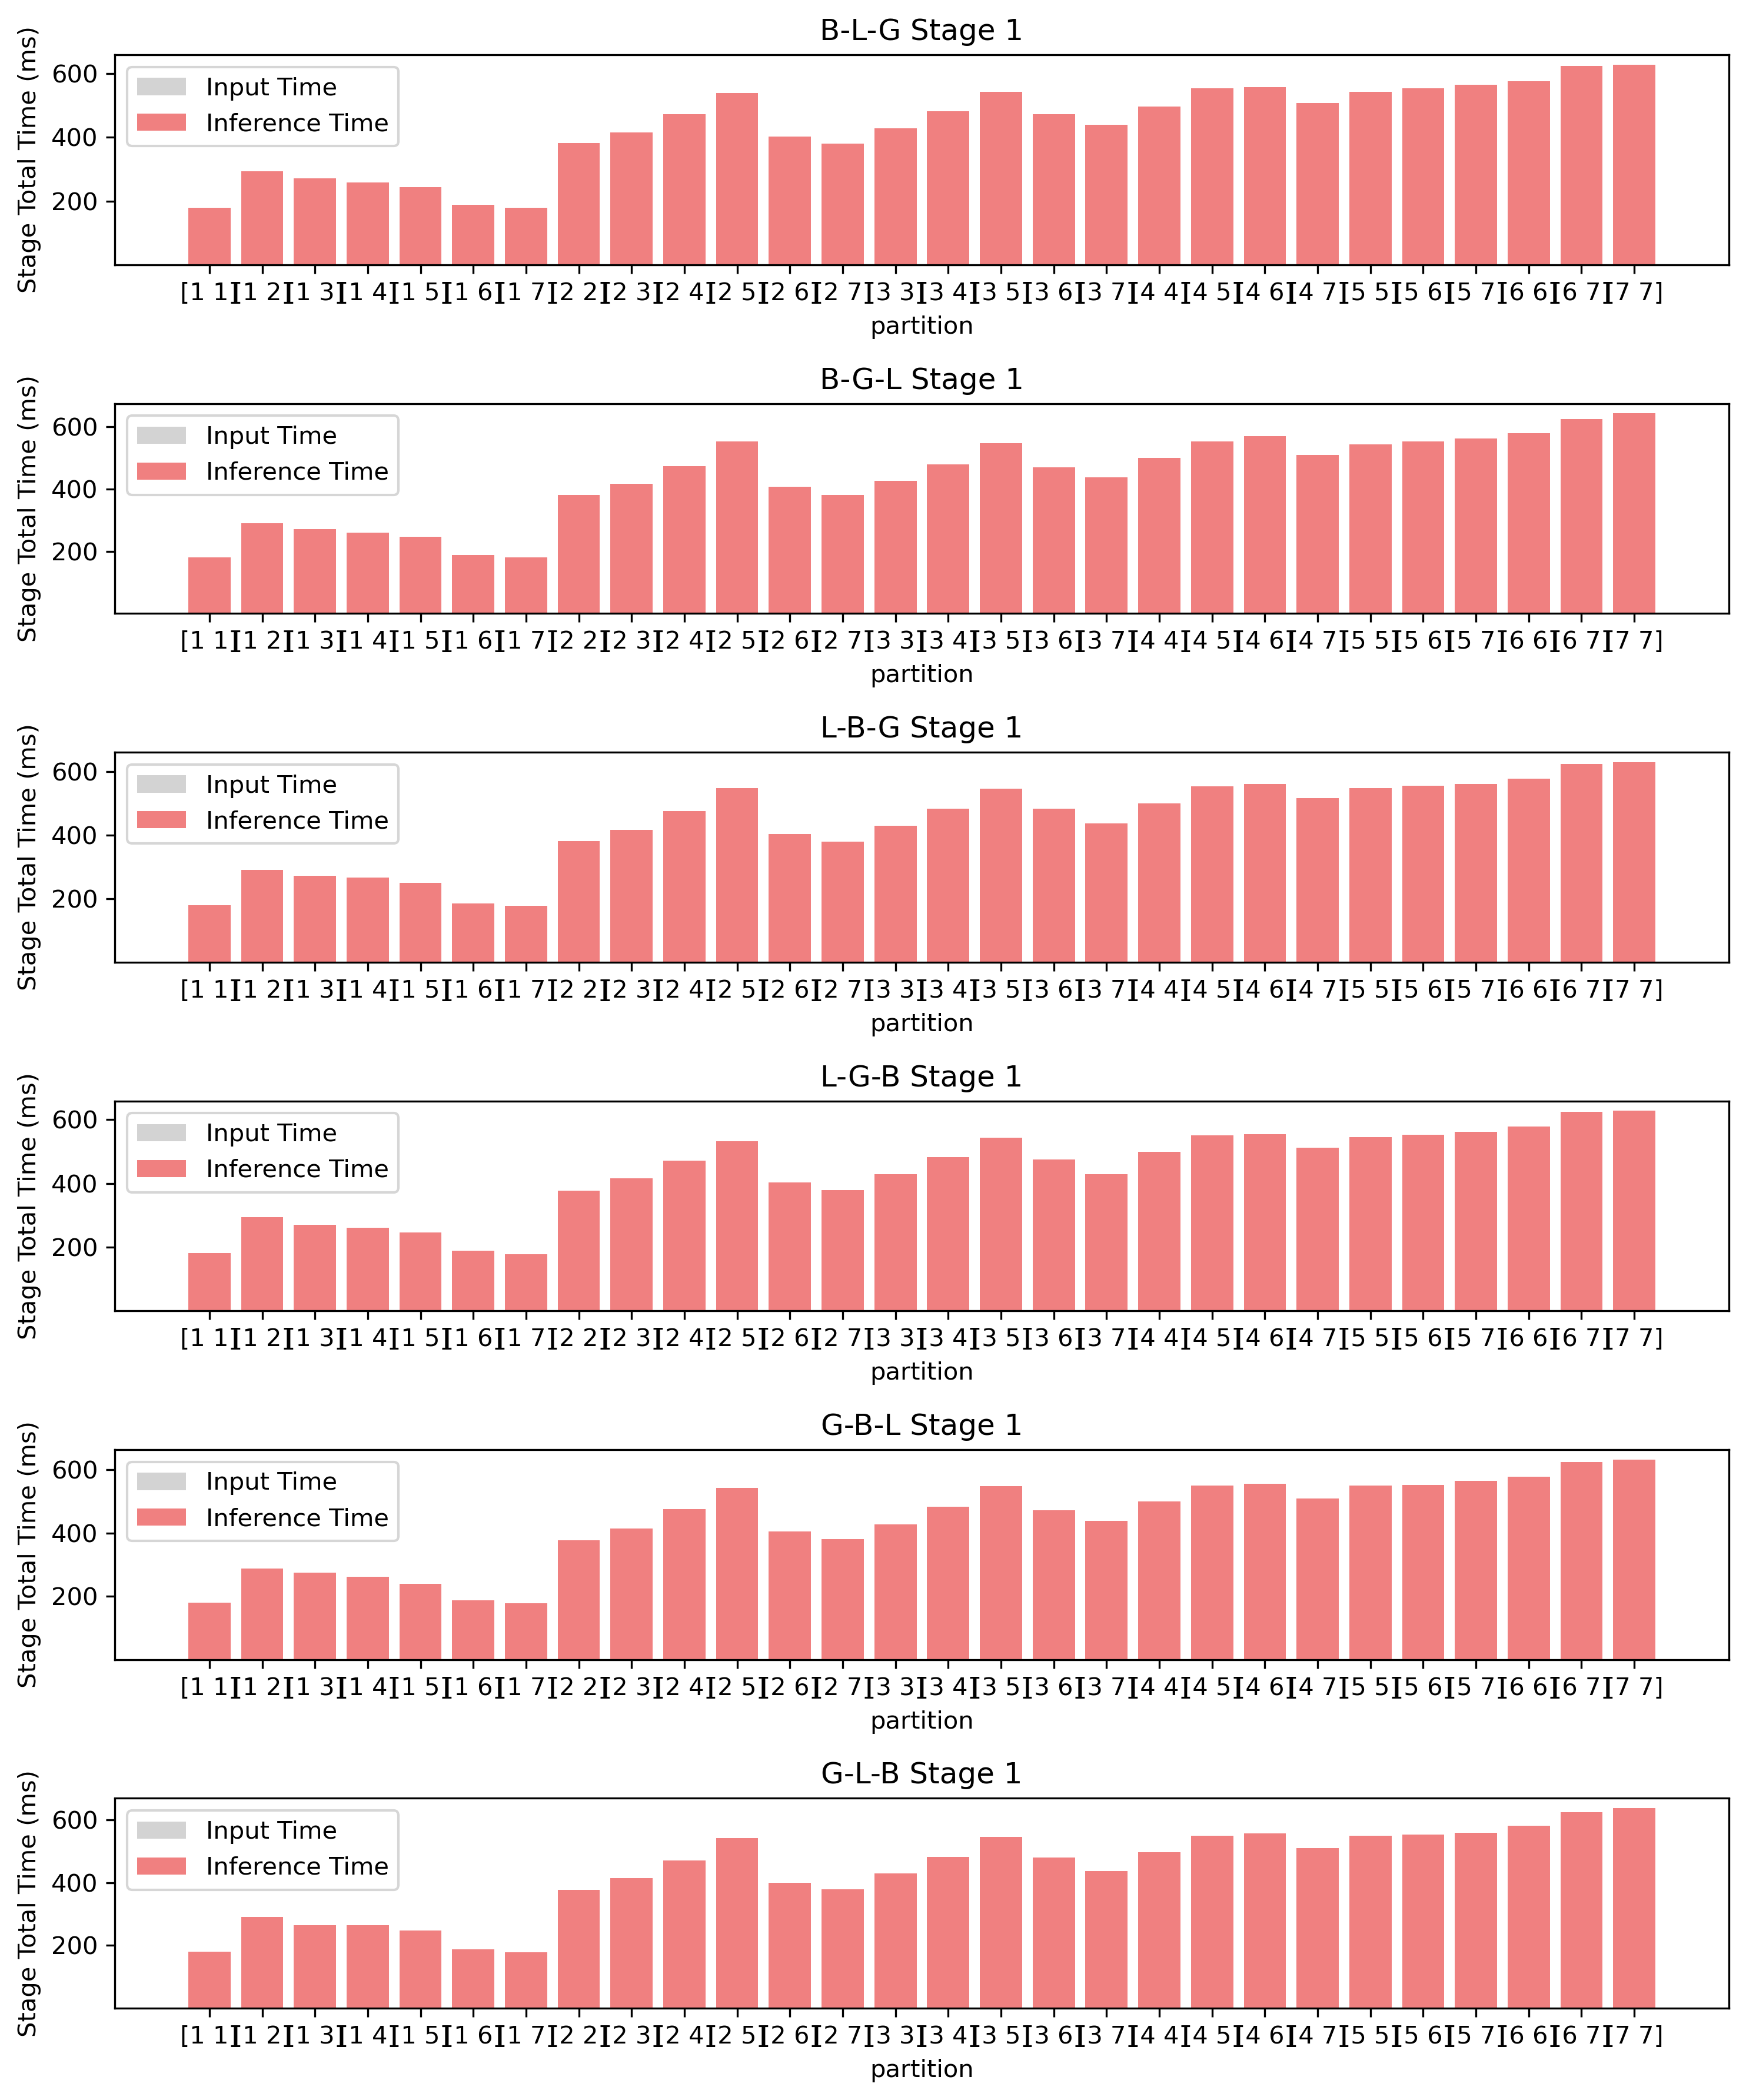 B-L-G Stage 1
Stage Total Time (ms)
600
400
200
Input Time
Inference Time
[1 1] [1 2] [1 3] [1 4] [1 5] [1 6] [1 7] [2 2] [2 3] [2 4] [2 5] [2 6] [2 7] [3 3] [3 4] [3 5] [3 6] [3 7] [4 4] [4 5] [4 6] [4 7] [5 5] [5 6] [5 7] [6 6] [6 7] [7 7]
partition
B-G-L Stage 1
Stage Total Time (ms)
600
400
200
Input Time
Inference Time
[1 1] [1 2] [1 3] [1 4] [1 5] [1 6] [1 7] [2 2] [2 3] [2 4] [2 5] [2 6] [2 7] [3 3] [3 4] [3 5] [3 6] [3 7] [4 4] [4 5] [4 6] [4 7] [5 5] [5 6] [5 7] [6 6] [6 7] [7 7]
partition
L-B-G Stage 1
Stage Total Time (ms)
600
400
200
Input Time
Inference Time
[1 1] [1 2] [1 3] [1 4] [1 5] [1 6] [1 7] [2 2] [2 3] [2 4] [2 5] [2 6] [2 7] [3 3] [3 4] [3 5] [3 6] [3 7] [4 4] [4 5] [4 6] [4 7] [5 5] [5 6] [5 7] [6 6] [6 7] [7 7]
partition
L-G-B Stage 1
Stage Total Time (ms)
600
400
200
Input Time
Inference Time
[1 1] [1 2] [1 3] [1 4] [1 5] [1 6] [1 7] [2 2] [2 3] [2 4] [2 5] [2 6] [2 7] [3 3] [3 4] [3 5] [3 6] [3 7] [4 4] [4 5] [4 6] [4 7] [5 5] [5 6] [5 7] [6 6] [6 7] [7 7]
partition
G-B-L Stage 1
Stage Total Time (ms)
600
400
200
Input Time
Inference Time
[1 1] [1 2] [1 3] [1 4] [1 5] [1 6] [1 7] [2 2] [2 3] [2 4] [2 5] [2 6] [2 7] [3 3] [3 4] [3 5] [3 6] [3 7] [4 4] [4 5] [4 6] [4 7] [5 5] [5 6] [5 7] [6 6] [6 7] [7 7]
partition
G-L-B Stage 1
Stage Total Time (ms)
600
400
200
Input Time
Inference Time
[1 1] [1 2] [1 3] [1 4] [1 5] [1 6] [1 7] [2 2] [2 3] [2 4] [2 5] [2 6] [2 7] [3 3] [3 4] [3 5] [3 6] [3 7] [4 4] [4 5] [4 6] [4 7] [5 5] [5 6] [5 7] [6 6] [6 7] [7 7]
partition